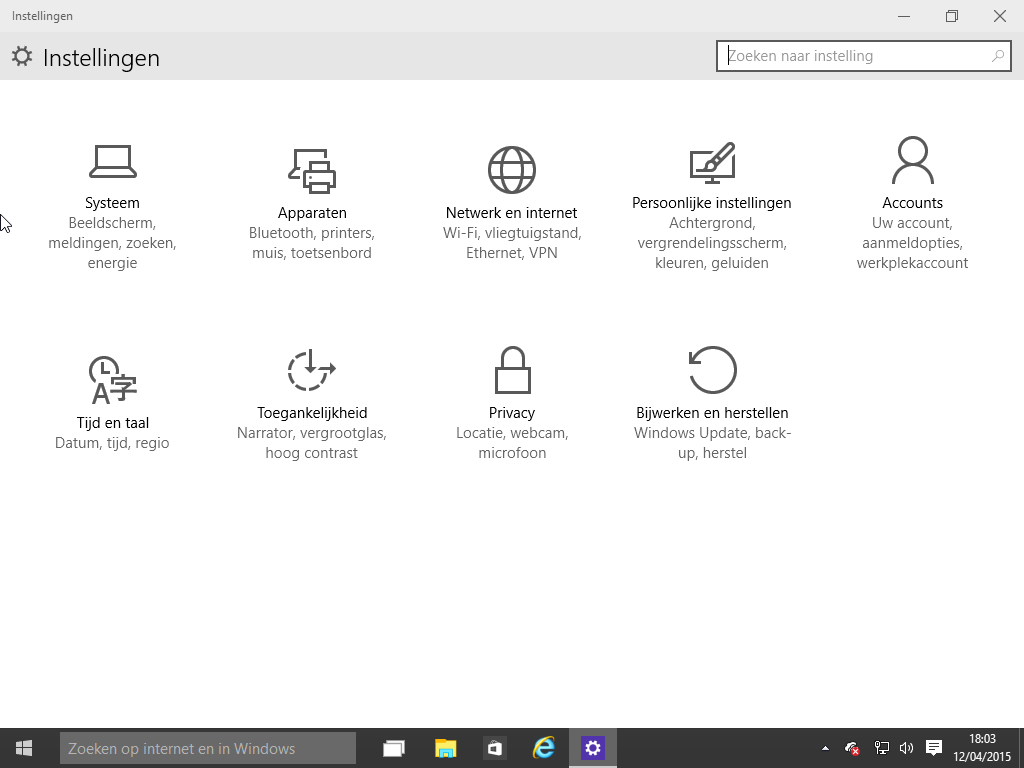 Instellingen
Instellingen
Zoeken naar instelling
Systeem
Beeldscherm,
meldingen, zoeken,
energie
Apparaten
Bluetooth, printers,
muis, toetsenbord
Netwerk en internet
Wi-Fi, vliegtuigstand,
Ethernet, VPN
Persoonlijke instellingen
Achtergrond,
vergrendelingsscherm,
kleuren, geluiden
Accounts
Uw account,
aanmeldopties,
werkplekaccount
A字
Tijd en taal
Datum, tijd, regio
Toegankelijkheid
Narrator, vergrootglas,
hoog contrast
Privacy
Locatie, webcam,
microfoon
Bijwerken en herstellen
Windows Update, back-
up, herstel
Zoeken op internet en in Windows
18:03
12/04/2015